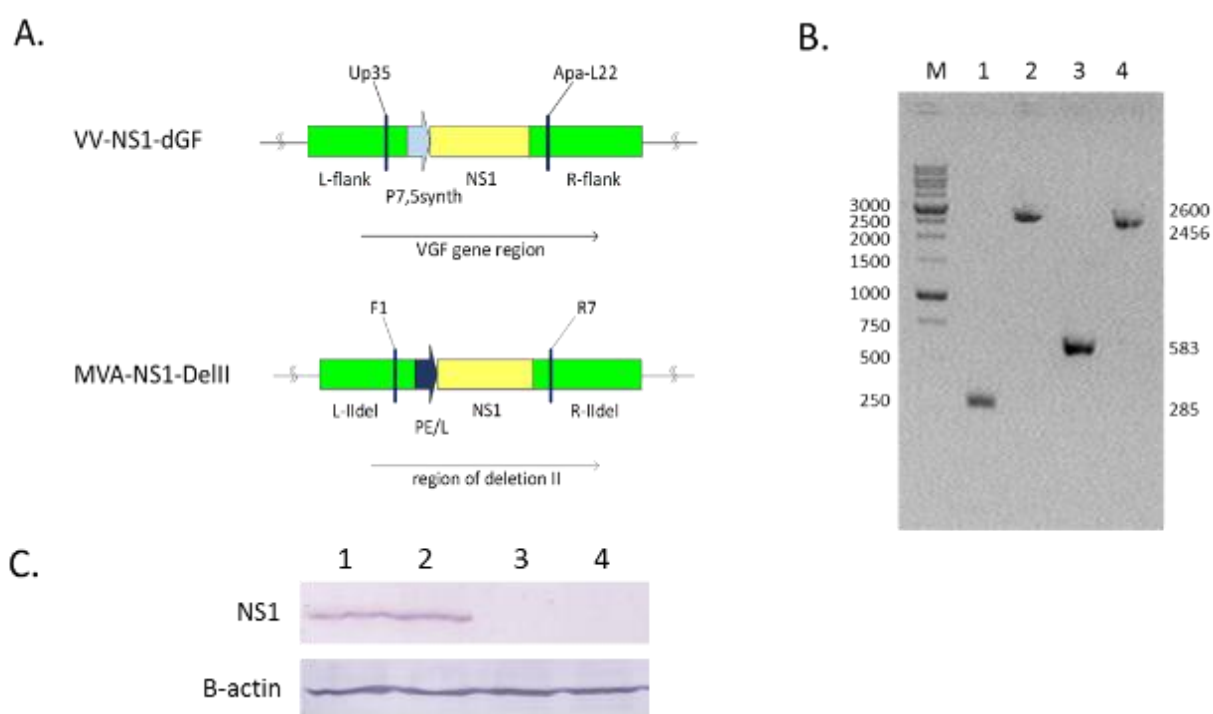 A.
Up35 Apa-L22
VV-NS1-dGF
L-flank NS1 R-flank
P7,5synth
VGF gene region
F1 R7
MVA-NS1-DelII
L-IIdel NS1 R-IIdel
PE/L
region of deletion II
B.
M 1 2 3 4
3000
2500
2000
1500
1000
750
500
250
2600
2456
583
285
C.
1 2 3 4
NS1
B-actin